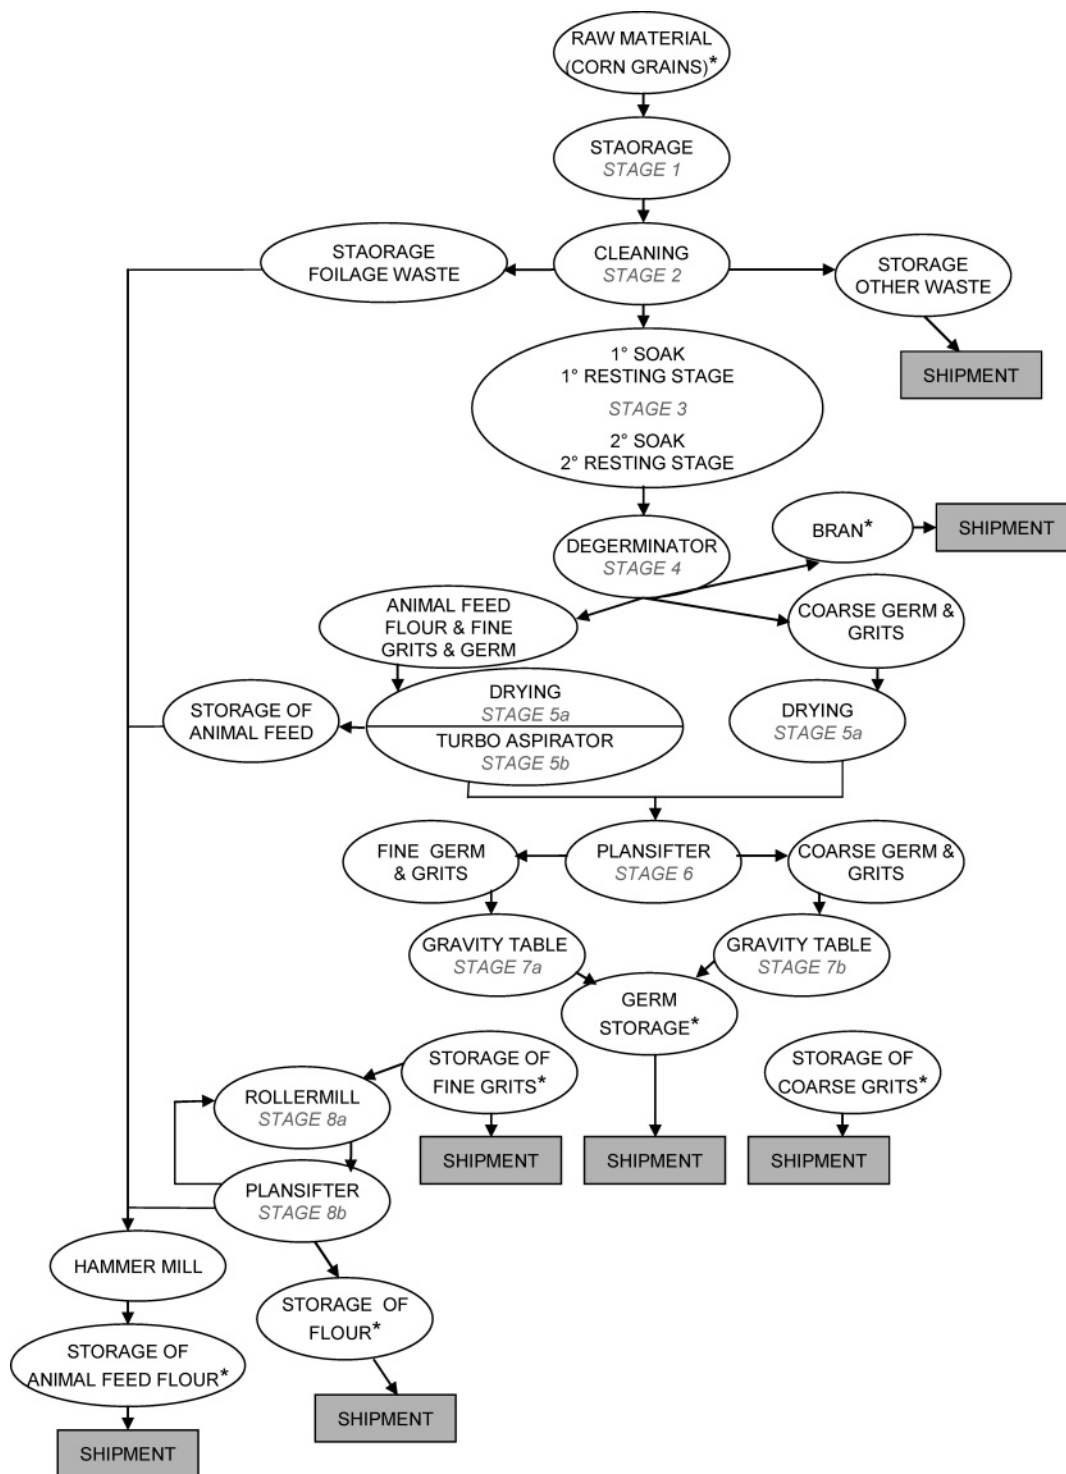 RAW MATERIAL
(CORN GRAINS)*
STAORAGE
STAGE 1
STAORAGE
FOILAGE WASTE
CLEANING
STAGE 2
STORAGE
OTHER WASTE
SHIPMENT
1° SOAK
1° RESTING STAGE
STAGE 3
2° SOAK
2° RESTING STAGE
DEGERMINATOR
STAGE 4
BRAN*
SHIPMENT
ANIMAL FEED
FLOUR & FINE
GRITS & GERM
COARSE GERM &
GRITS
STORAGE OF
ANIMAL FEED
DRYING
STAGE 5a
TURBO ASPIRATOR
STAGE 5b
DRYING
STAGE 5a
FINE GERM
& GRITS
PLANSIFTER
STAGE 6
COARSE GERM &
GRITS
GRAVITY TABLE
STAGE 7a
GRAVITY TABLE
STAGE 7b
GERM
STORAGE*
STORAGE OF
FINE GRITS*
STORAGE OF
COARSE GRITS*
ROLLERMILL
STAGE 8a
SHIPMENT
SHIPMENT
SHIPMENT
PLANSIFTER
STAGE 8b
HAMMER MILL
STORAGE OF
FLOUR*
STORAGE OF
ANIMAL FEED FLOUR*
SHIPMENT
SHIPMENT